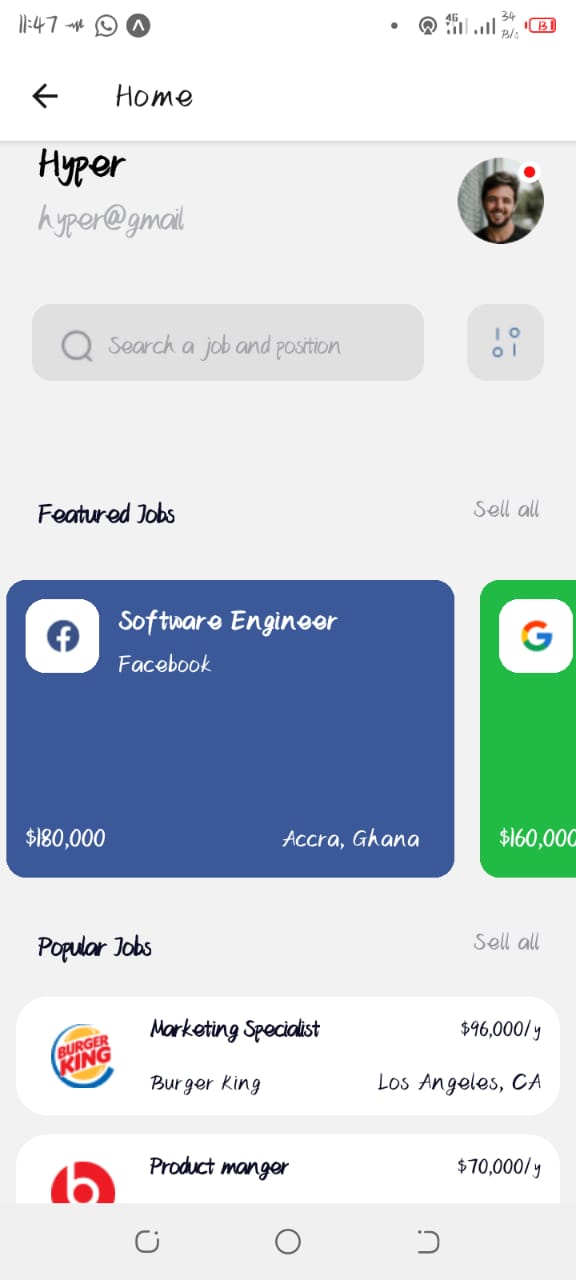 11:47
4G
34
B/s
13
Home
Hyper
hyper@gmail
Search a job and position
Featured Jobs Sell all
Software Engineer
Facebook
$180,000 Accra, Ghana
$160,000
Popular Jobs Sell all
BURGER
KING
Marketing Specialist $96,000/y
Burger King Los Angeles, CA
Product manger $70,000/y